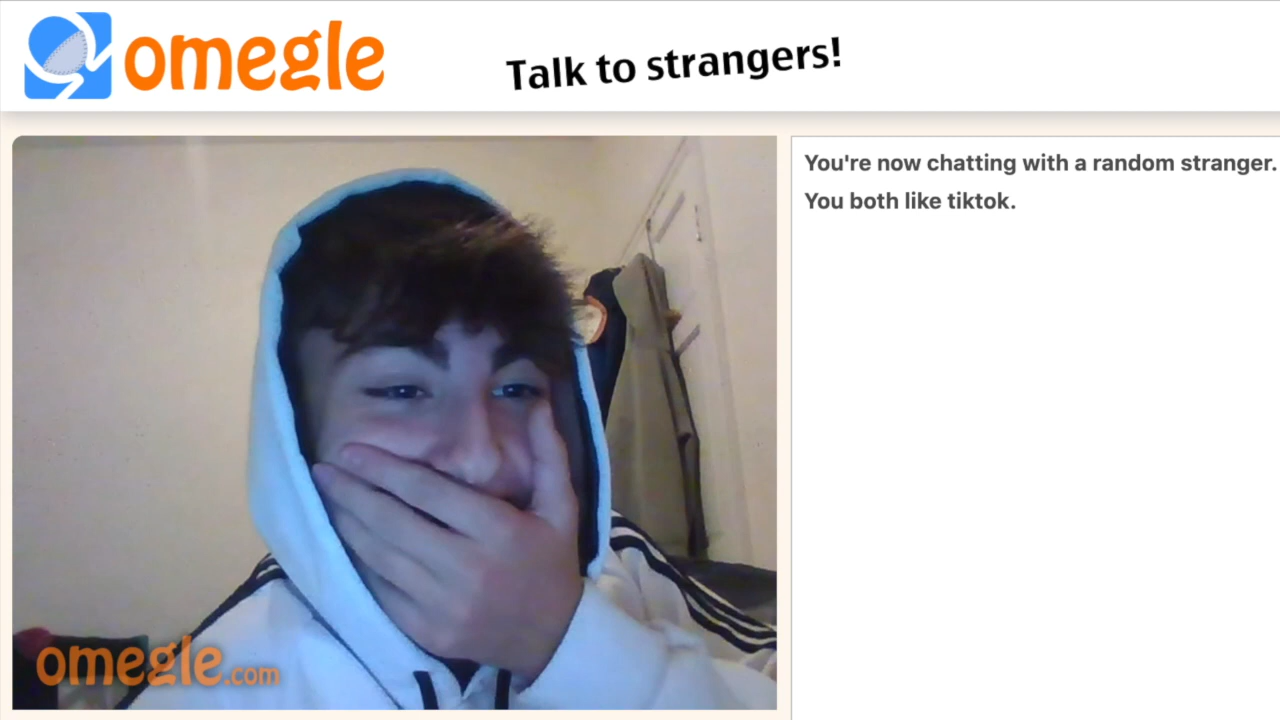 omegle
Talk to strangers!
You're now chatting with a random stranger.
You both like tiktok.
omegle.com